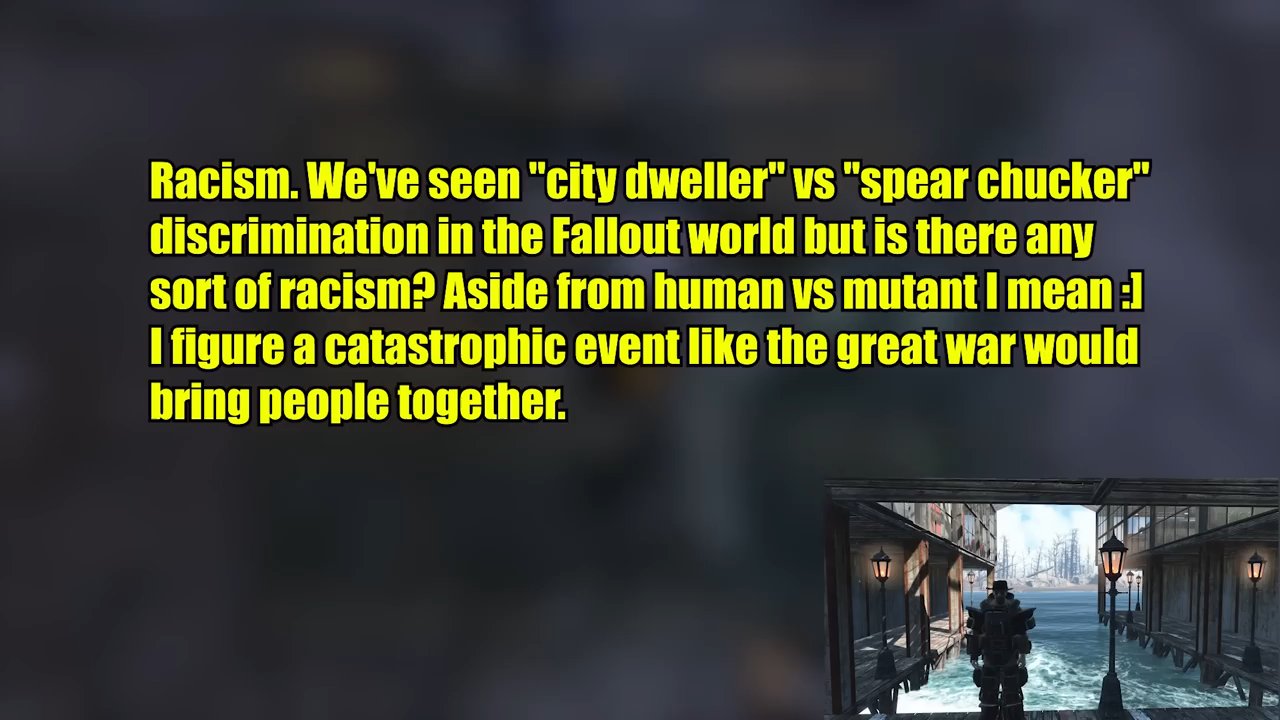 Racism. We've seen "city dweller" vs "spear chucker"
discrimination in the Fallout world but is there any
sort of racism? Aside from human vs mutant I mean :]
I figure a catastrophic event like the great war would
bring people together.